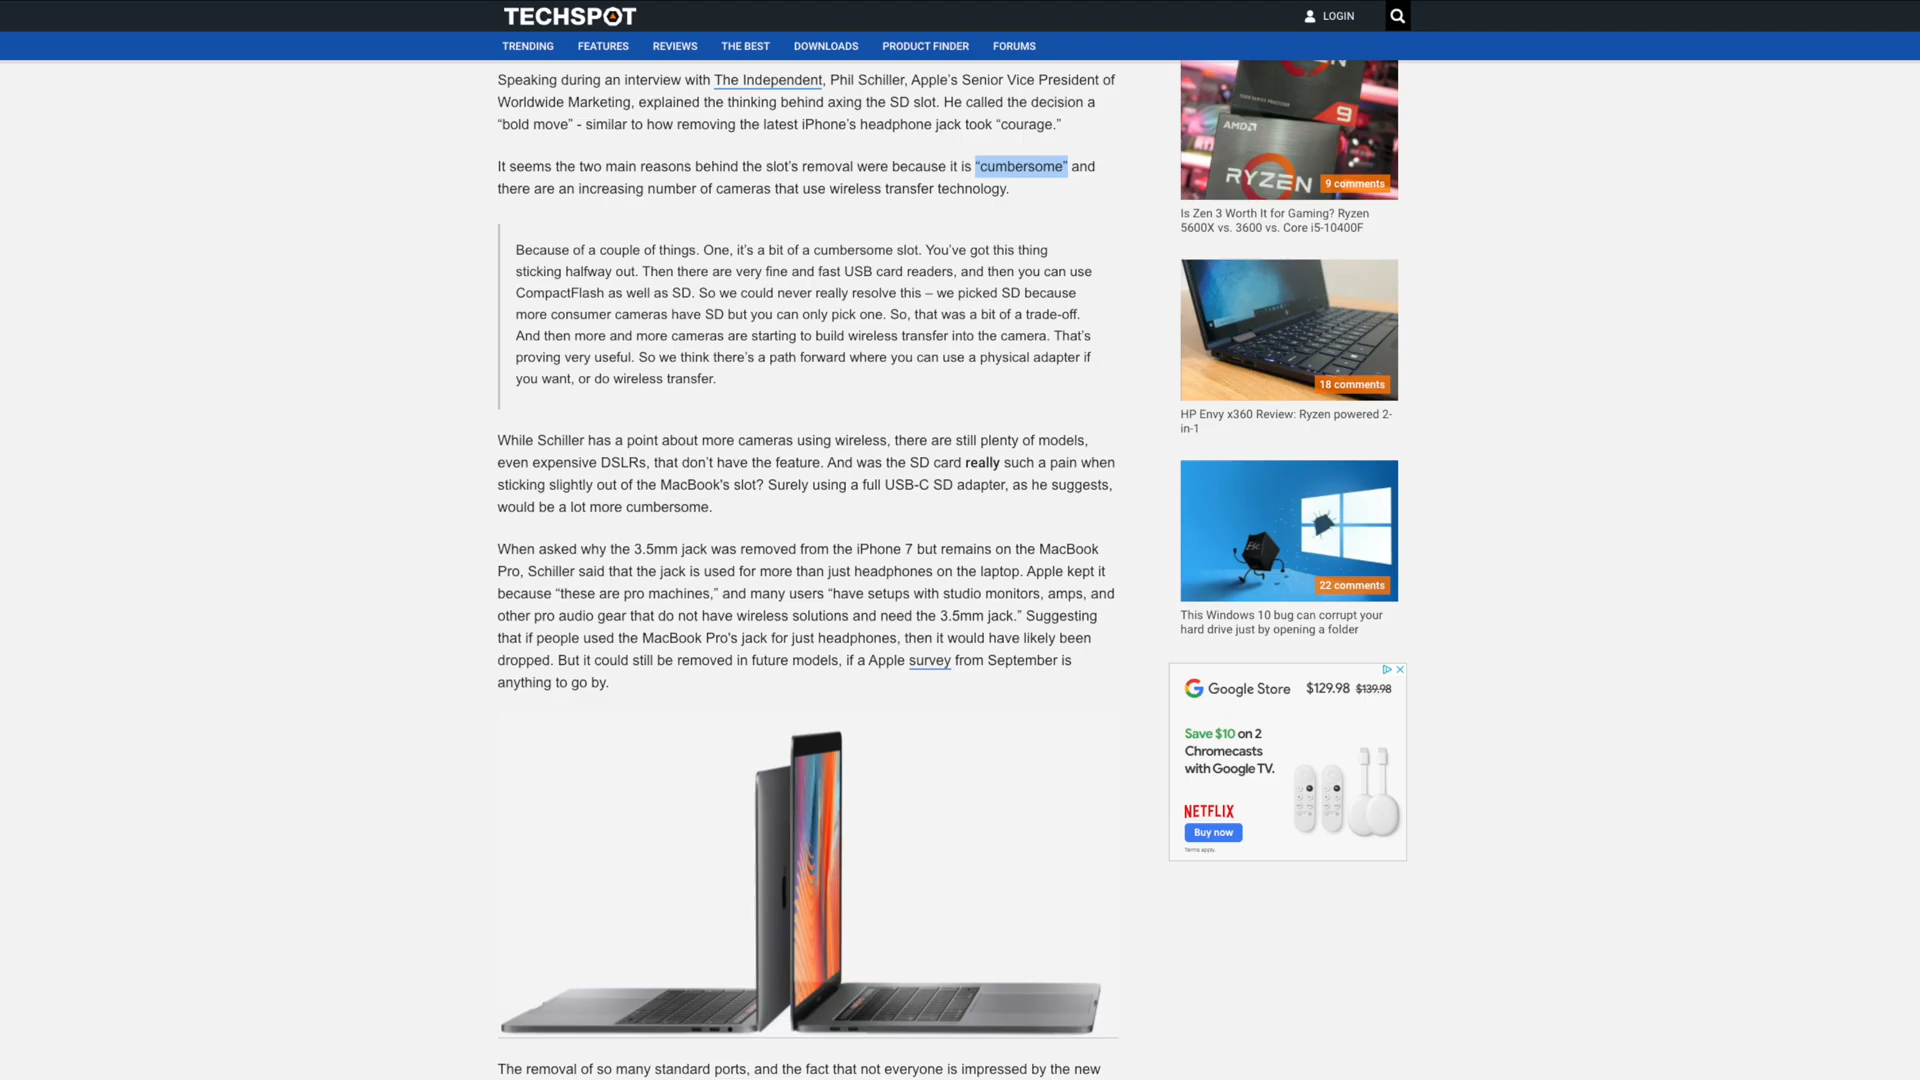 TECHSPOT
LOGIN
TRENDING FEATURES REVIEWS THE BEST DOWNLOADS PRODUCT FINDER FORUMS
Speaking during an interview with The Independent, Phil Schiller, Apple’s Senior Vice President of
Worldwide Marketing, explained the thinking behind axing the SD slot. He called the decision a
“bold move” - similar to how removing the latest iPhone’s headphone jack took “courage.”
It seems the two main reasons behind the slot’s removal were because it is “cumbersome” and
there are an increasing number of cameras that use wireless transfer technology.
Because of a couple of things. One, it’s a bit of a cumbersome slot. You’ve got this thing
sticking halfway out. Then there are very fine and fast USB card readers, and then you can use
CompactFlash as well as SD. So we could never really resolve this – we picked SD because
more consumer cameras have SD but you can only pick one. So, that was a bit of a trade-off.
And then more and more cameras are starting to build wireless transfer into the camera. That’s
proving very useful. So we think there’s a path forward where you can use a physical adapter if
you want, or do wireless transfer.
While Schiller has a point about more cameras using wireless, there are still plenty of models,
even expensive DSLRs, that don’t have the feature. And was the SD card really such a pain when
sticking slightly out of the MacBook's slot? Surely using a full USB-C SD adapter, as he suggests,
would be a lot more cumbersome.
When asked why the 3.5mm jack was removed from the iPhone 7 but remains on the MacBook
Pro, Schiller said that the jack is used for more than just headphones on the laptop. Apple kept it
because “these are pro machines,” and many users “have setups with studio monitors, amps, and
other pro audio gear that do not have wireless solutions and need the 3.5mm jack.” Suggesting
that if people used the MacBook Pro's jack for just headphones, then it would have likely been
dropped. But it could still be removed in future models, if a Apple survey from September is
anything to go by.
The removal of so many standard ports, and the fact that not everyone is impressed by the new
9
AMD
RYZEN
9 comments
Is Zen 3 Worth It for Gaming? Ryzen
5600X vs. 3600 vs. Core i5-10400F
18 comments
HP Envy x360 Review: Ryzen powered 2-
in-1
Esc
22 comments
This Windows 10 bug can corrupt your
hard drive just by opening a folder
Google Store $129.98 $139.98
Save $10 on 2
Chromecasts
with Google TV.
NETFLIX
Buy now
Terms apply.